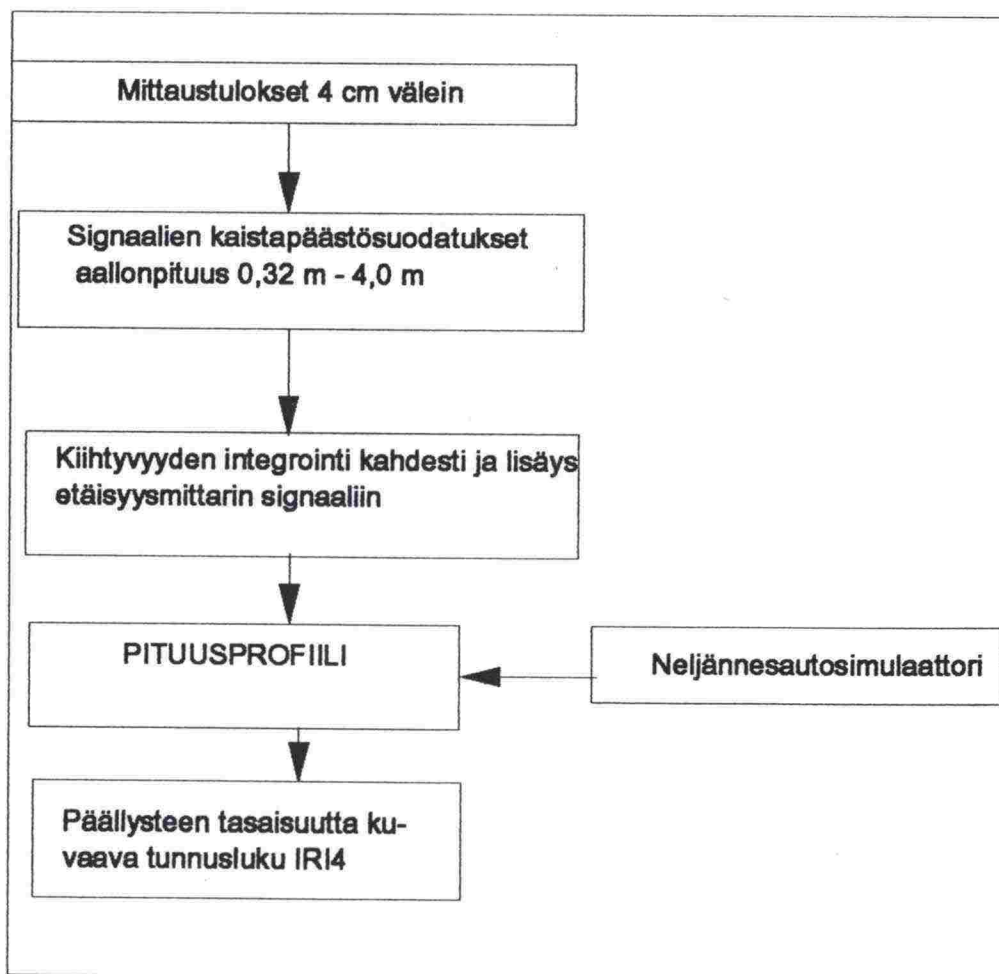 Mittaustulokset 4 cm välein
Signaalien kaistapäästösuodatukset
aallonpituus 0,32 m - 4,0 m
Kiihtyvyyden integrointi kahdesti ja lisäys
etäisyysmittarin signaaliin
PITUUSPROFIILI
Neljännesautosimulaattori
Päällysteen tasaisuutta ku-
vaava tunnusluku IRI4